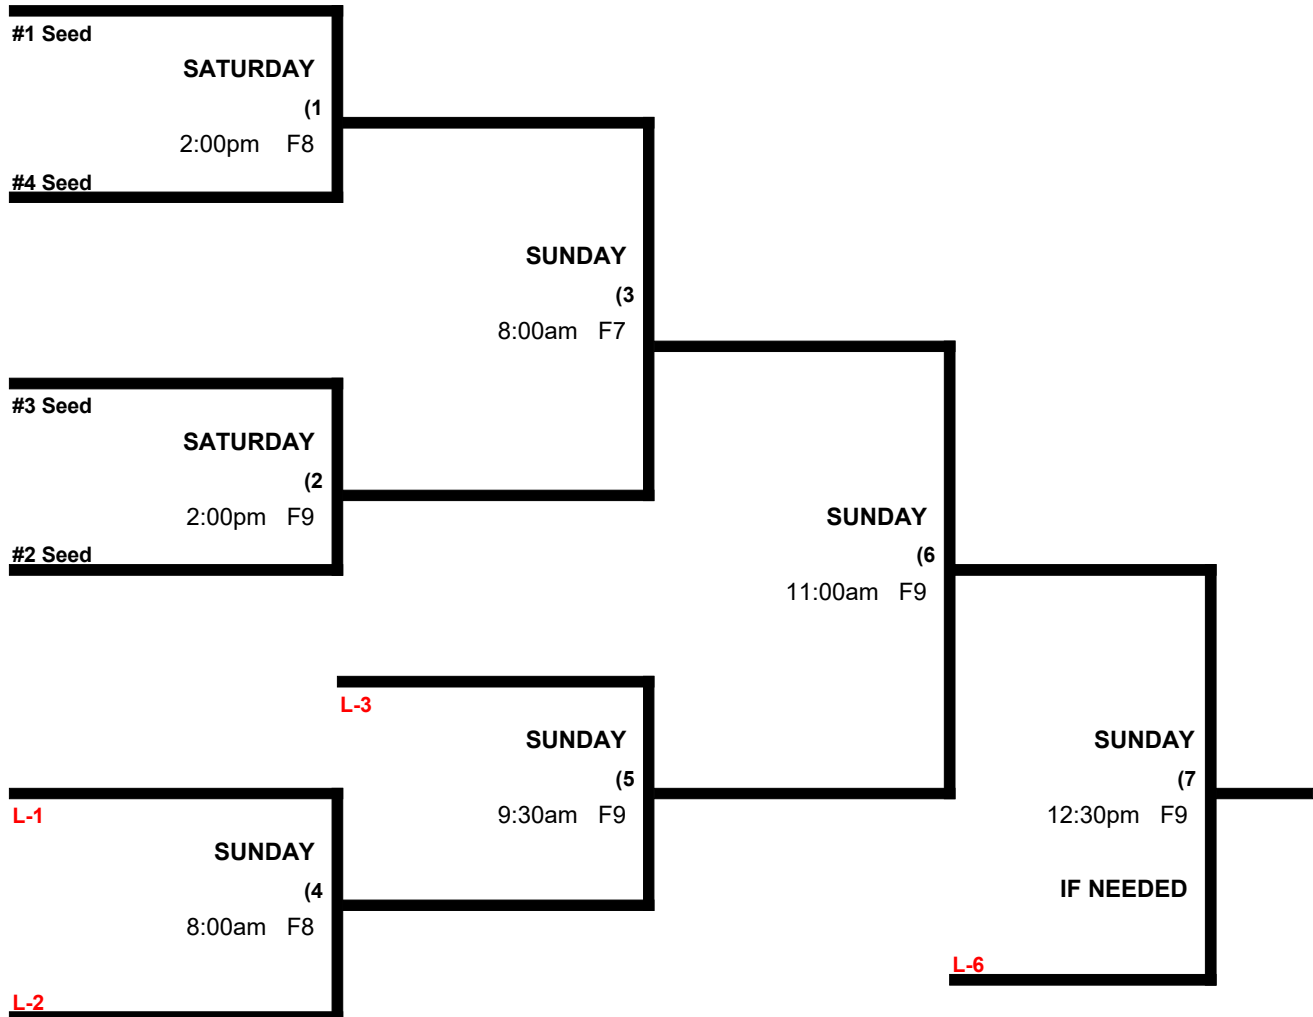 #1 Seed
SATURDAY
(1
2:00pm F8
#4 Seed
SUNDAY
(3
8:00am F7
#3 Seed
SATURDAY
(2
2:00pm F9
#2 Seed
SUNDAY
(6
11:00am F9
L-3
SUNDAY
(5
9:30am F9
L-1
SUNDAY
(4
8:00am F8
L-2
SUNDAY
(7
12:30pm F9
IF NEEDED
L-6